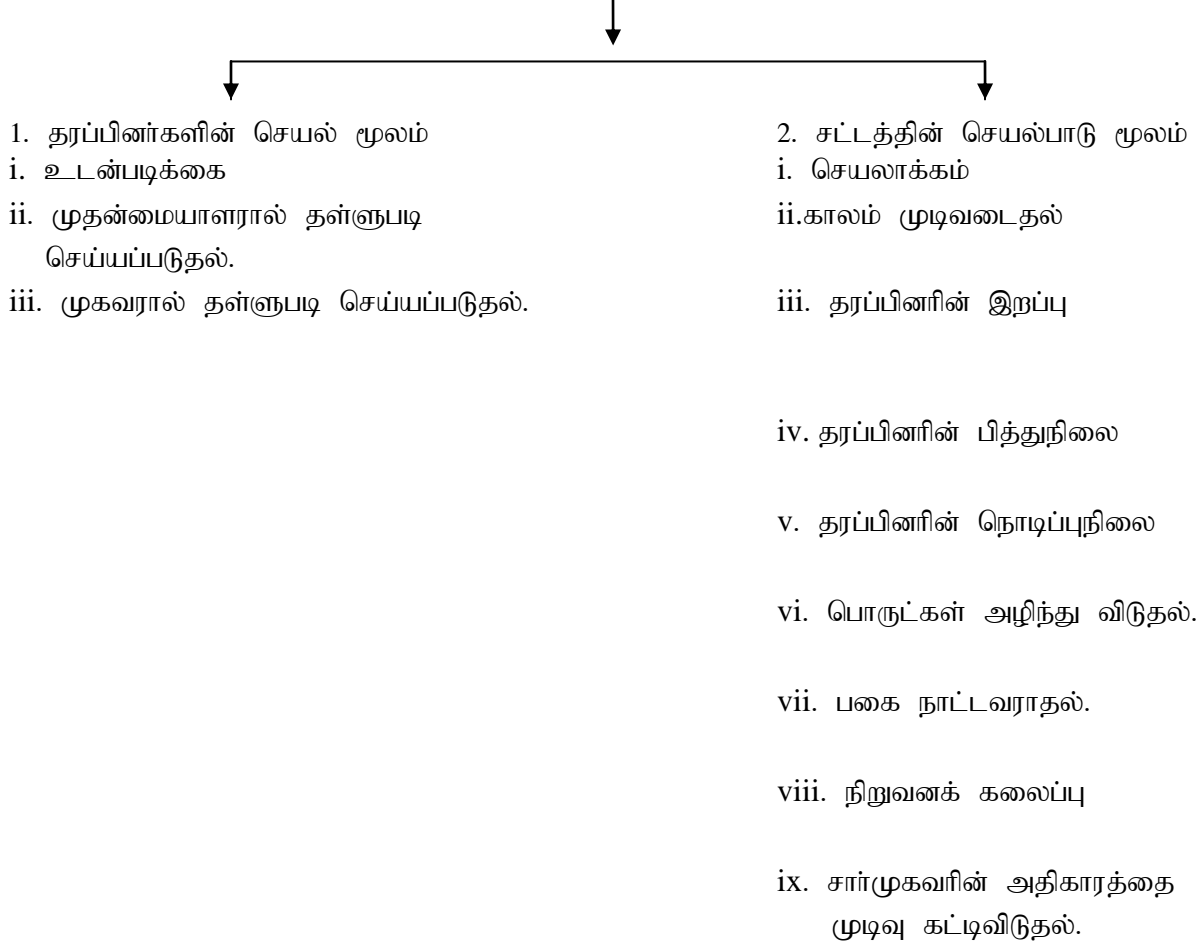 1. தரப்பினர்களின் செயல் மூலம்
i. உடன்படிக்கை
ii. முதன்மையாளரால் தள்ளுபடி
செய்யப்படுதல்.
iii. முகவரால் தள்ளுபடி செய்யப்படுதல்.
2. சட்டத்தின் செயல்பாடு மூலம்
i. செயலாக்கம்
ii.காலம் முடிவடைதல்
iii. தரப்பினரின் இறப்பு
iv. தரப்பினரின் பித்துநிலை
v. தரப்பினரின் நொடிப்புநிலை
vi. பொருட்கள் அழிந்து விடுதல்.
vii. பகை நாட்டவராதல்.
viii. நிறுவனக் கலைப்பு
ix. சார்முகவரின் அதிகாரத்தை
முடிவு கட்டிவிடுதல்.